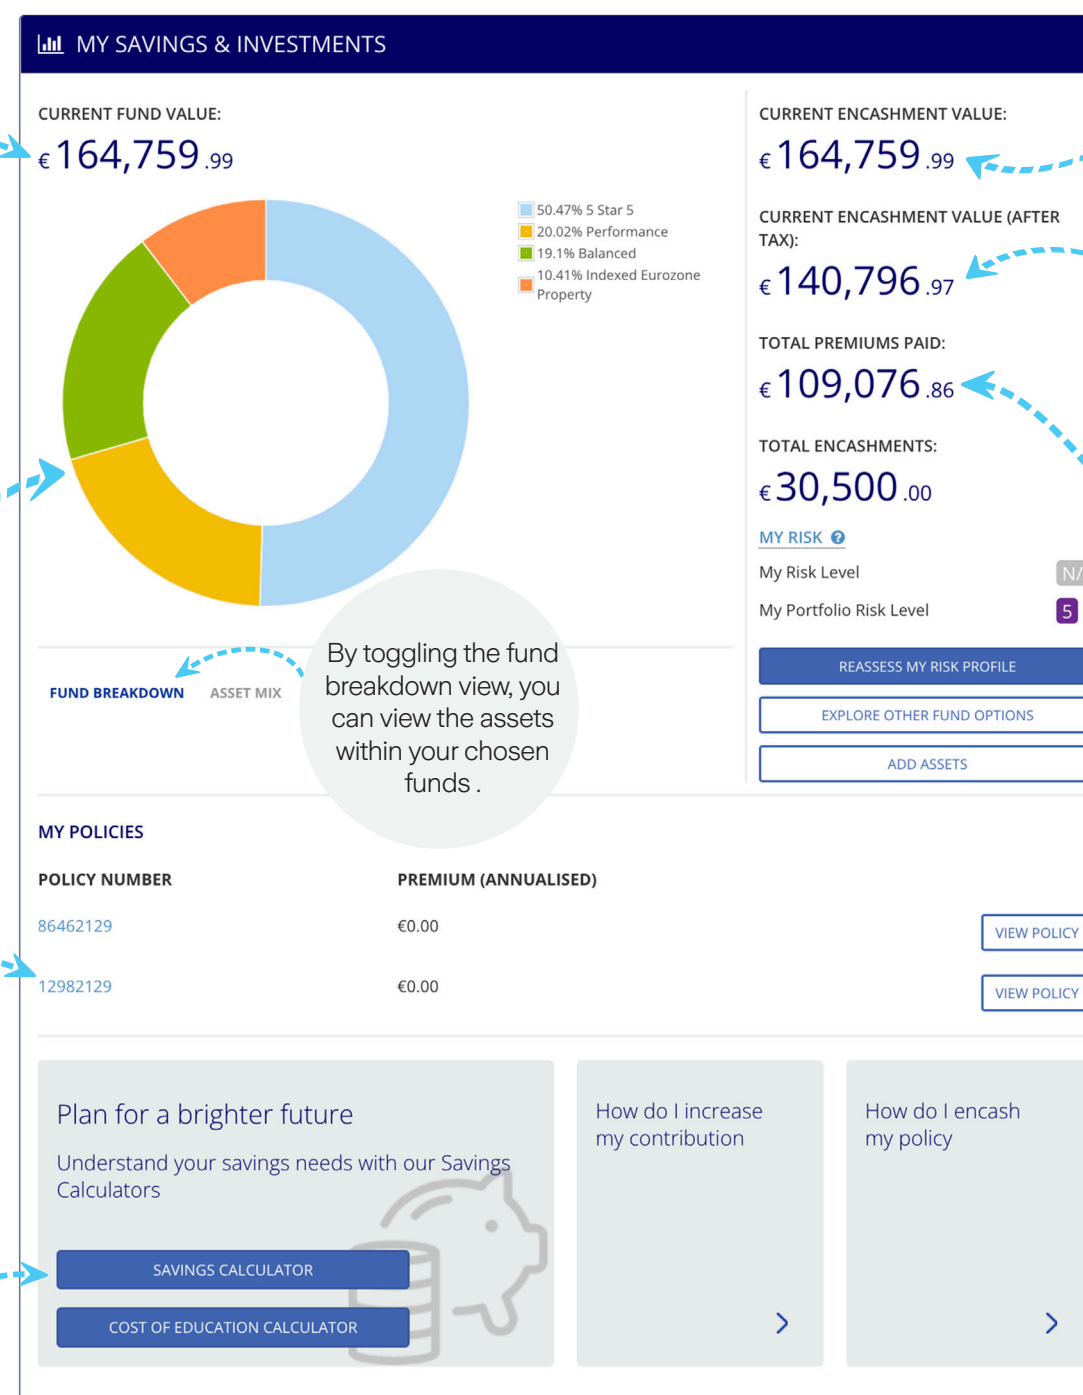 MY SAVINGS & INVESTMENTS
CURRENT FUND VALUE:
€ 164,759 .99
50.47% 5 Star 5
20.02% Performance
19.1% Balanced
10.41% Indexed Eurozone
Property
CURRENT ENCASHMENT VALUE:
€ 164,759 .99
CURRENT ENCASHMENT VALUE (AFTER
TAX):
€ 140,796 .97
TOTAL PREMIUMS PAID:
€ 109,076 .86
TOTAL ENCASHMENTS:
€ 30,500 .00
MY RISK ?
My Risk Level N/
My Portfolio Risk Level 5
REASSESS MY RISK PROFILE
EXPLORE OTHER FUND OPTIONS
ADD ASSETS
FUND BREAKDOWN ASSET MIX
By toggling the fund
breakdown view, you
can view the assets
within your chosen
funds .
MY POLICIES
POLICY NUMBER PREMIUM (ANNUALISED)
86462129 €0.00 VIEW POLICY
12982129 €0.00 VIEW POLICY
Plan for a brighter future
Understand your savings needs with our Savings
Calculators
SAVINGS CALCULATOR
COST OF EDUCATION CALCULATOR
How do I increase
my contribution
How do I encash
my policy